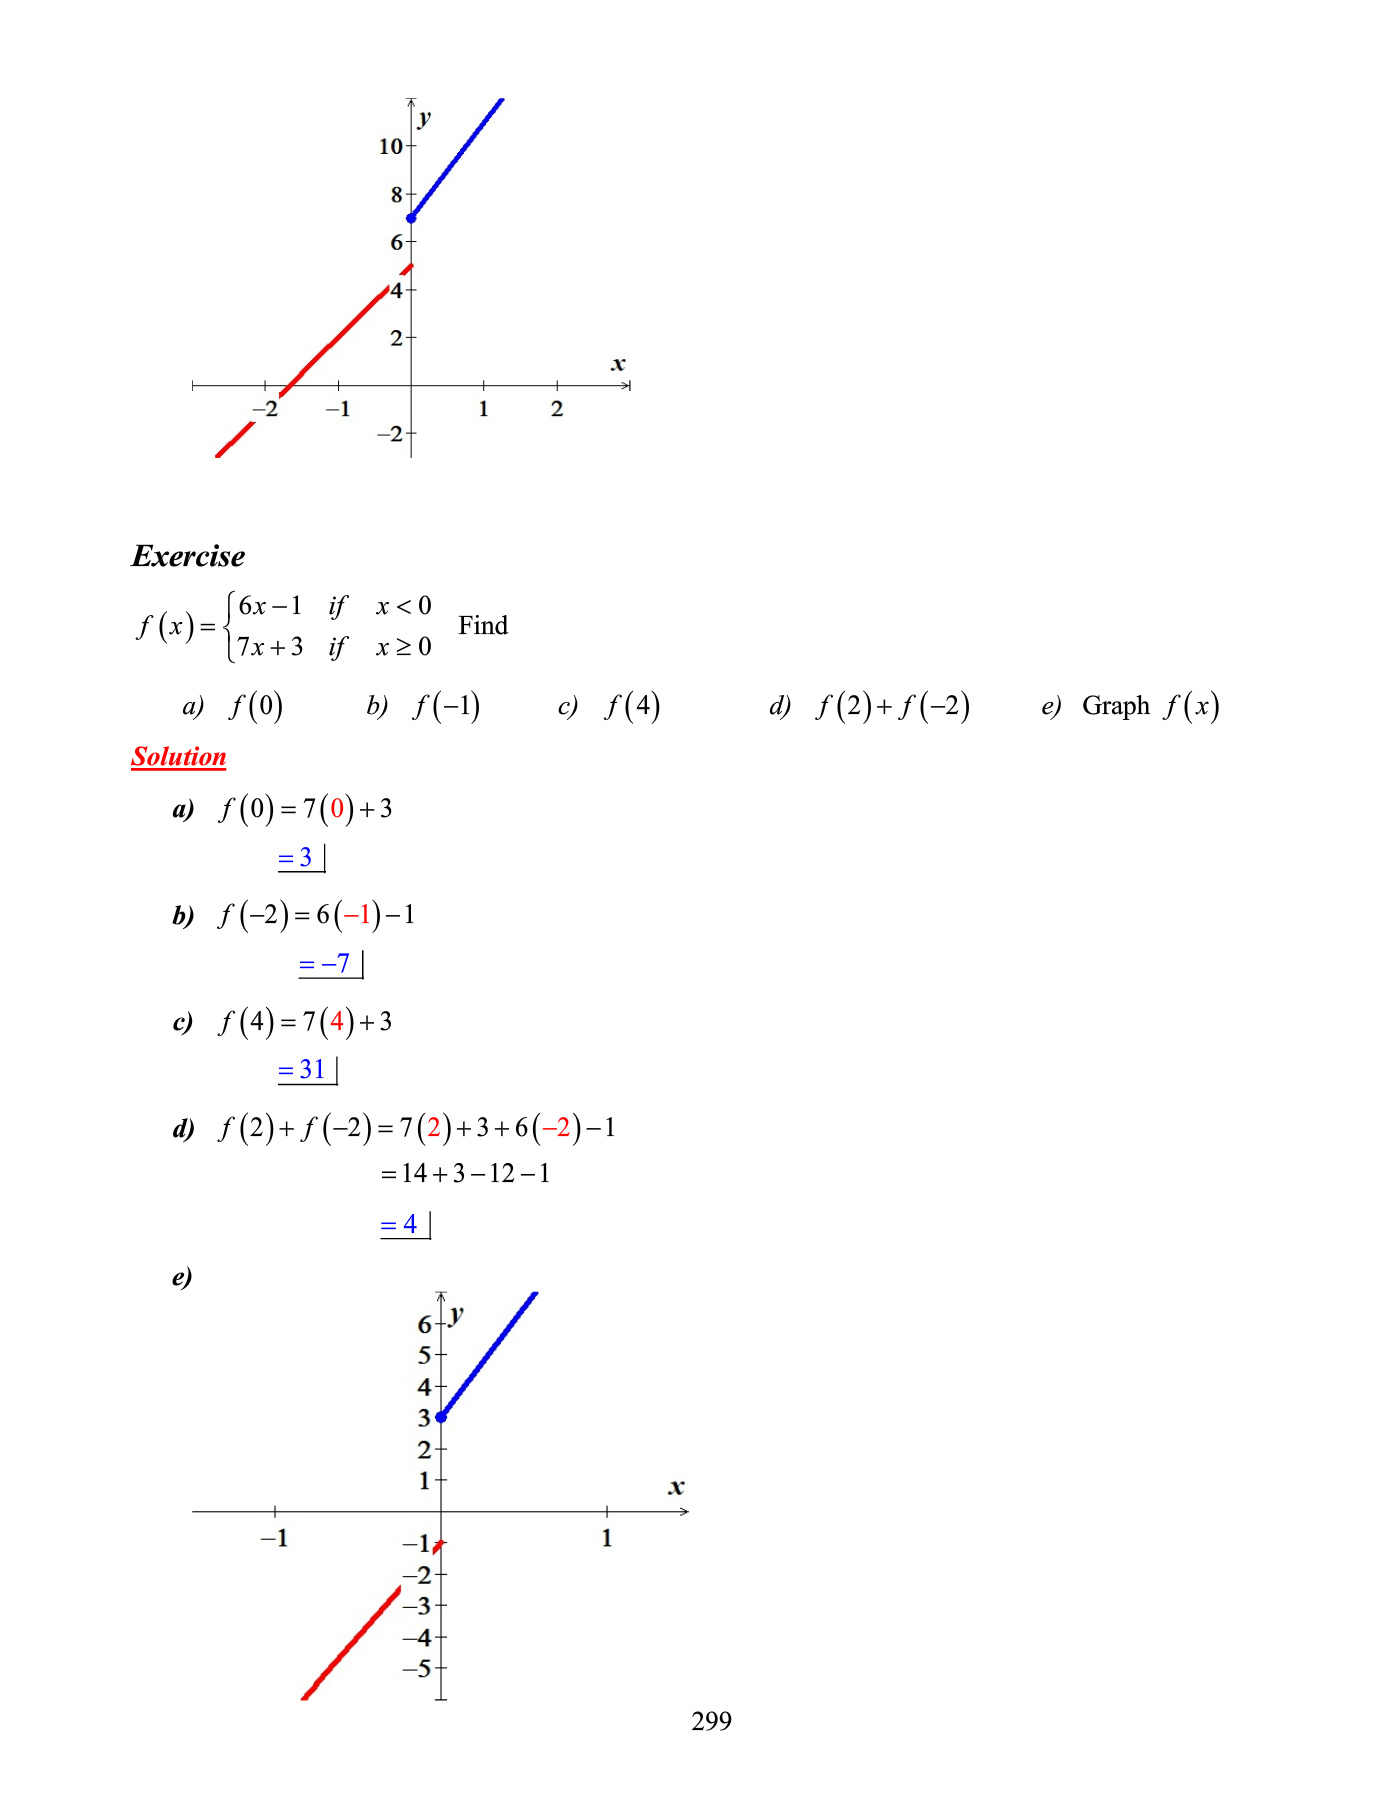 y
10
8
6
4
2
x
–2 –1 1 2
–2
Exercise
f(x) = { 6x – 1 if x < 0
7x + 3 if x ≥ 0 Find
a) f(0) b) f(–1) c) f(4) d) f(2) + f(–2) e) Graph f(x)
Solution
a) f(0) = 7(0) + 3
= 3
b) f(–2) = 6(–1) – 1
= –7
c) f(4) = 7(4) + 3
= 31
d) f(2) + f(–2) = 7(2) + 3 + 6(–2) – 1
= 14 + 3 – 12 – 1
= 4
e)
6 y
5
4
3
2
1
x
–1 1
–1
–2
–3
–4
–5
299